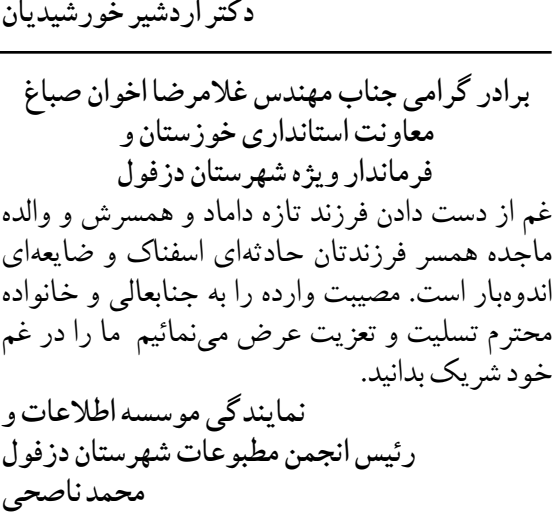 دکتر اردشیر خورشیدیان
برادر گرامی جناب مهندس غلامرضا اخوان صباغ
معاونت استانداری خوزستان و
فرماندار ویژه شهرستان دزفول
غم از دست دادن فرزند تازه داماد و همسرش و والده
ماجده همسر فرزندتان حادثه‌ای اسفناک و ضایعه‌ای
اندوه‌بار است. مصیبت وارده را به جنابعالی و خانواده
محترم تسلیت و تعزیت عرض می‌نمائیم ما را در غم
خود شریک بدانید.
نمایندگی موسسه اطلاعات و
رئیس انجمن مطبوعات شهرستان دزفول
محمد ناصحی